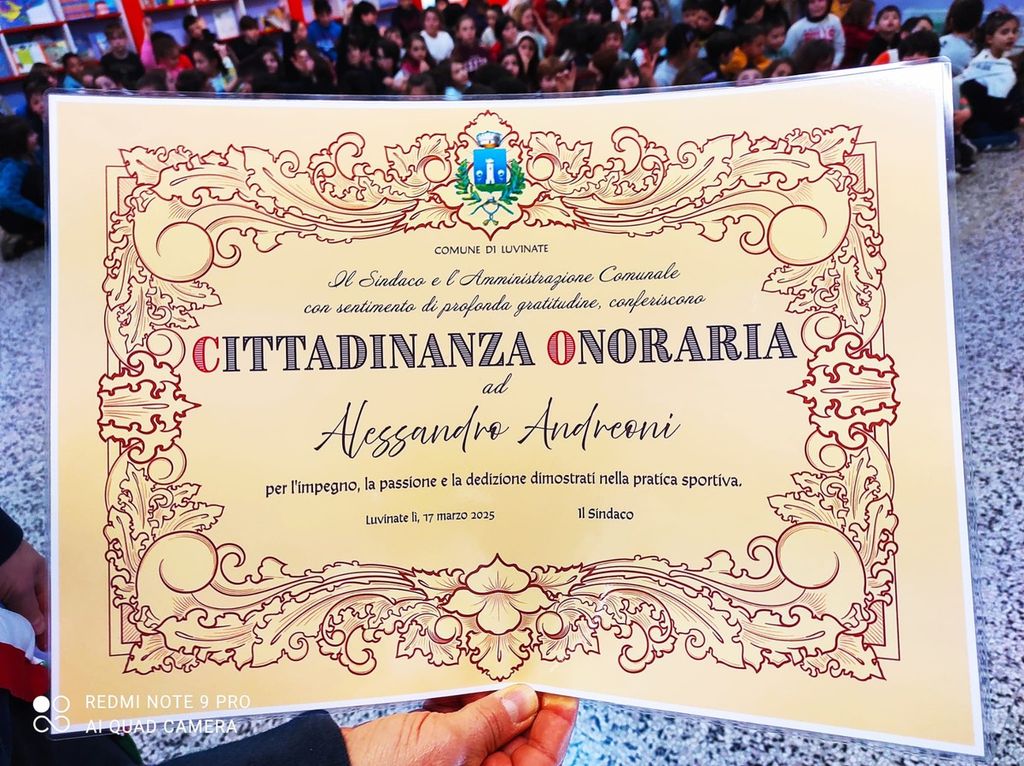 COMUNE DI LUVINATE
Il Sindaco e l'Amministrazione Comunale
con sentimento di profonda gratitudine, conferiscono
CITTADINANZA ONORARIA
ad
Alessandro Andreoni
per l'impegno, la passione e la dedizione dimostrati nella pratica sportiva.
Luvinate lì, 17 marzo 2025 Il Sindaco
REDMI NOTE 9 PRO
AI QUAD CAMERA